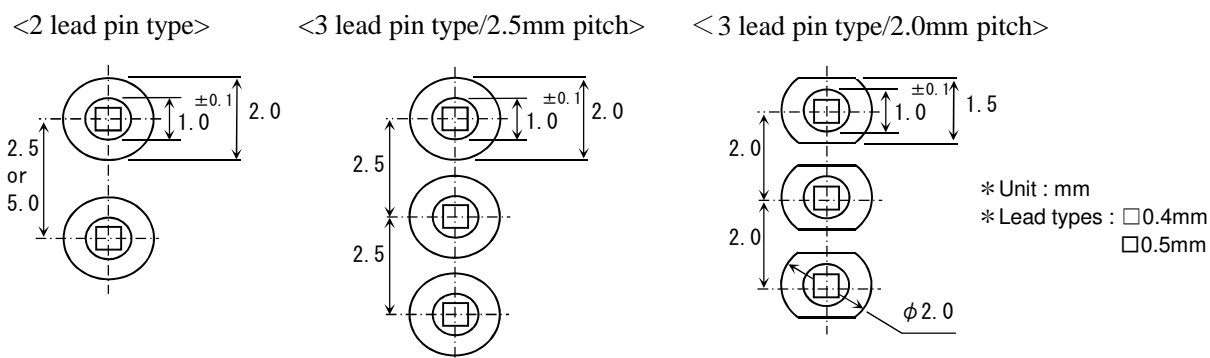 <2 lead pin type>
2.5
or
5.0
1.0 ±0.1
2.0
<3 lead pin type/2.5mm pitch>
2.5
2.5
1.0 ±0.1
2.0
＜3 lead pin type/2.0mm pitch>
2.0
2.0
1.0 ±0.1
1.5
φ2.0
＊Unit : mm
＊Lead types : □0.4mm
□0.5mm